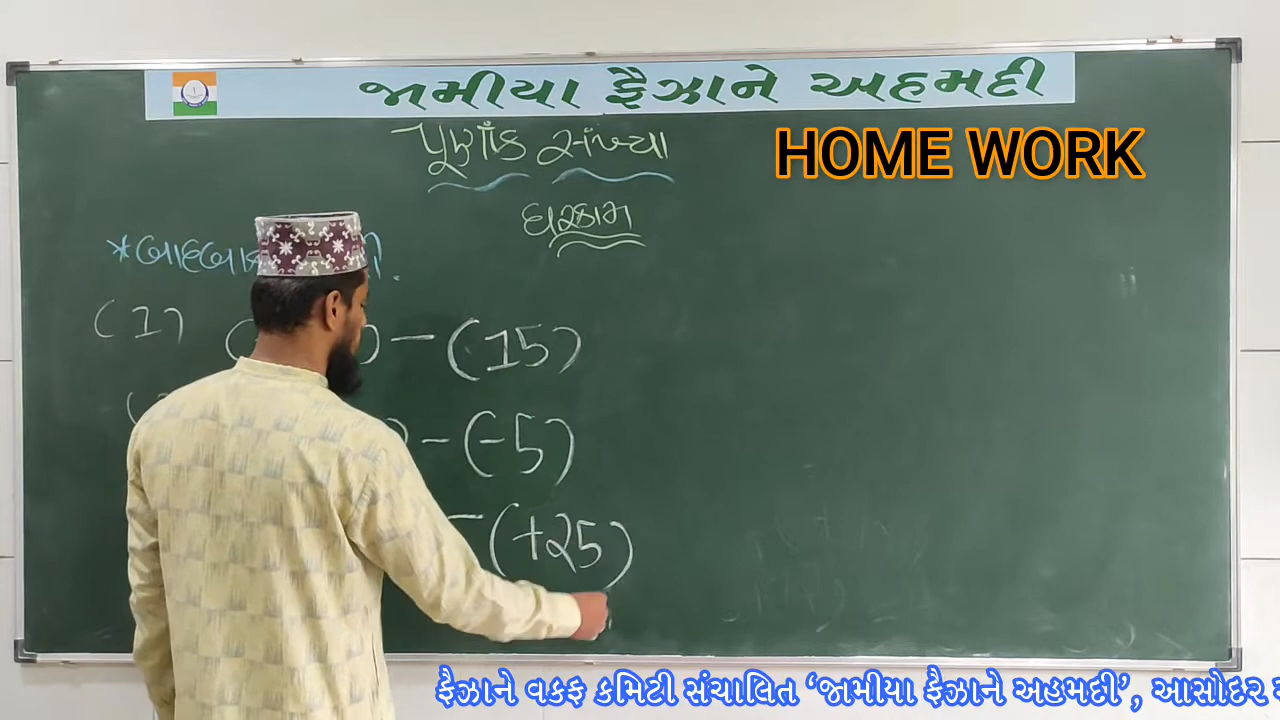 જામીયા ફૈઝાને અહમદી
પૂર્ણાંક સંખ્યા
HOME WORK
ઘરકામ
(1) – (15)
– (–5)
– (+25)
ફૈઝાને વકફ કમિટી સંચાલિત ‘જામીયા ફૈઝાને અહમદી’, આસોદર